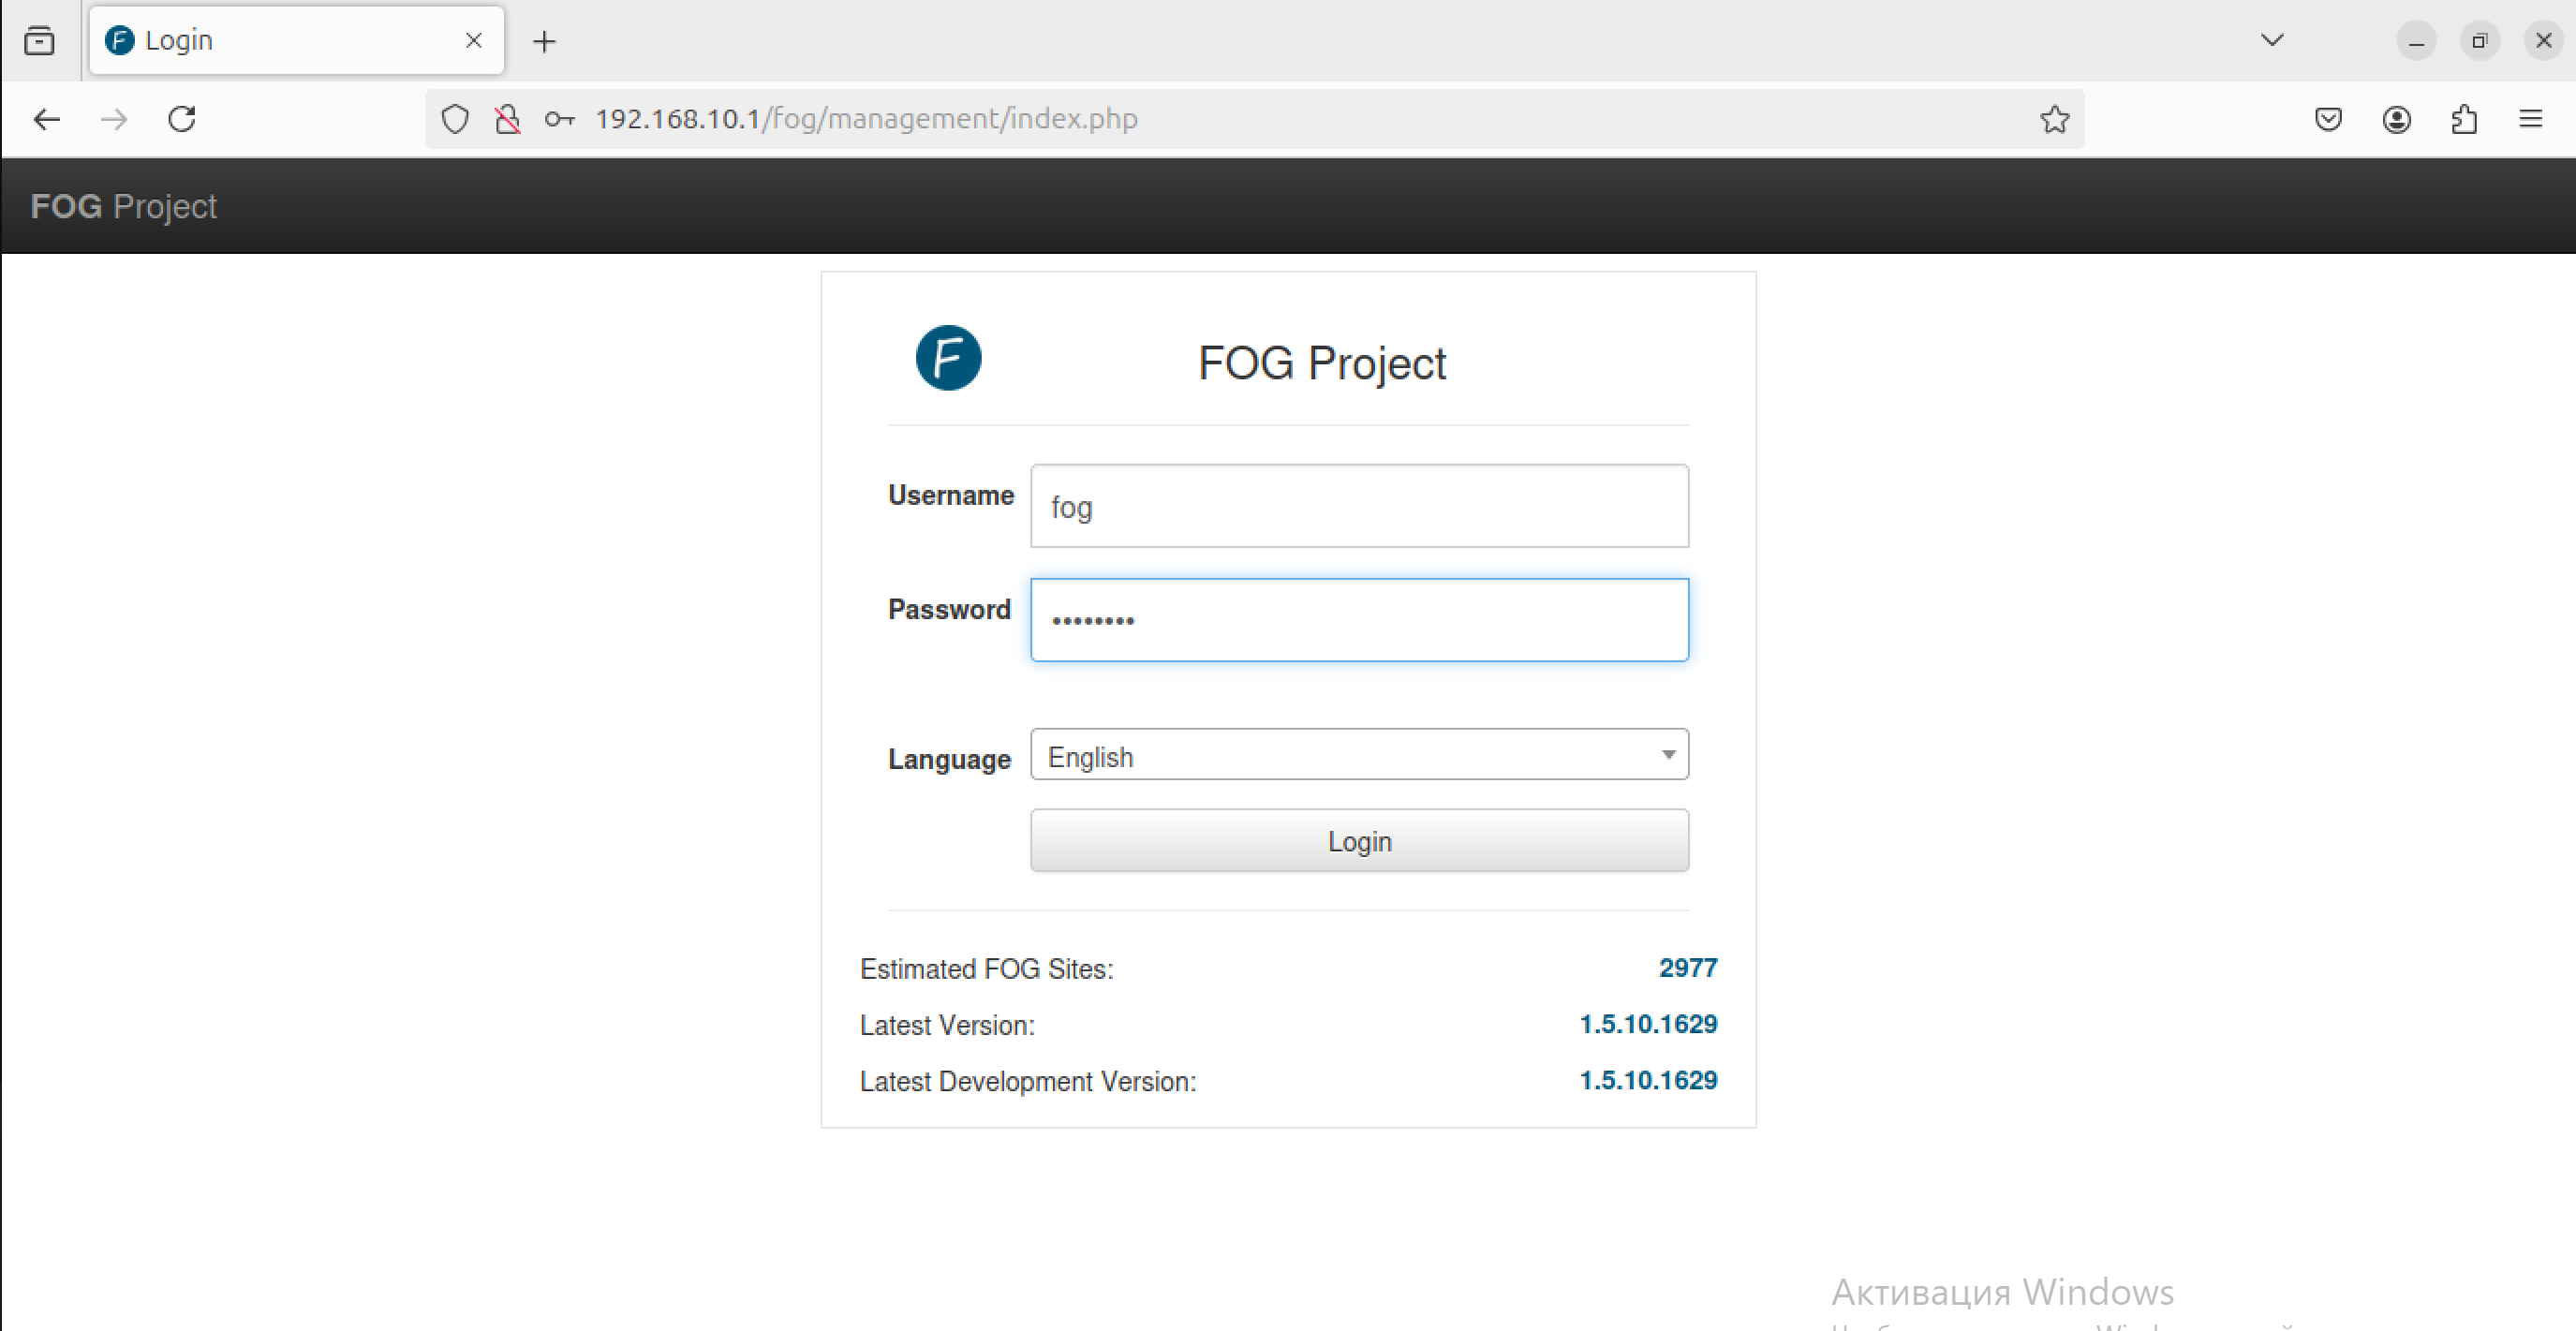 Login
192.168.10.1/fog/management/index.php
FOG Project
FOG Project
Username fog
Password ••••••••
Language English
Login
Estimated FOG Sites: 2977
Latest Version: 1.5.10.1629
Latest Development Version: 1.5.10.1629
Активация Windows